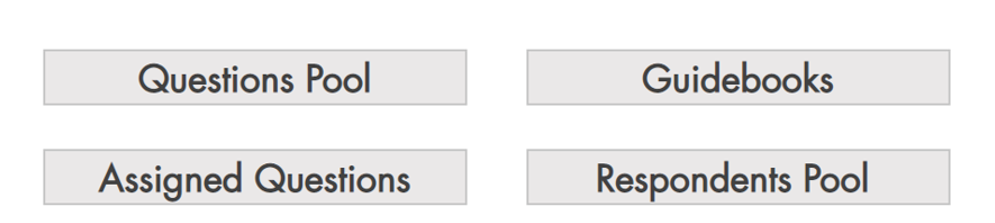 Questions Pool
Guidebooks
Assigned Questions
Respondents Pool